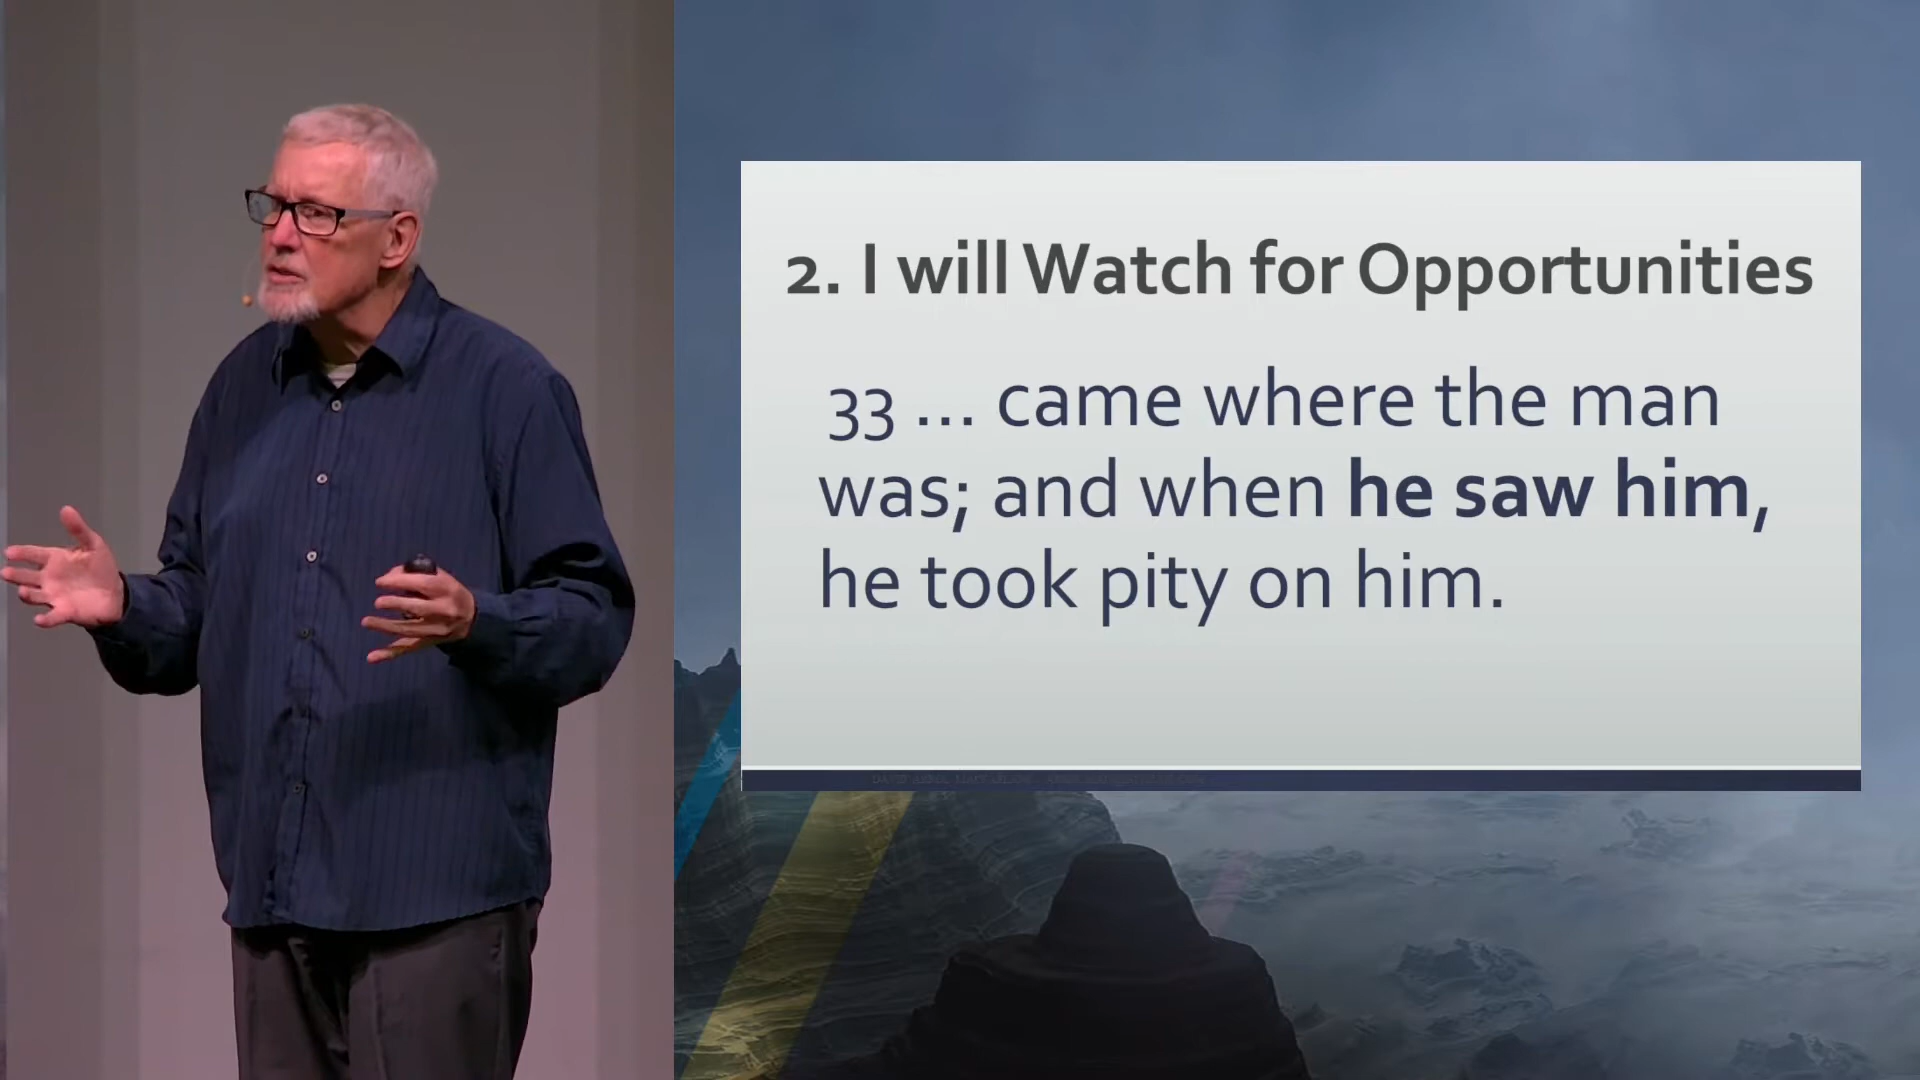 2. I will Watch for Opportunities
33 ... came where the man
was; and when he saw him,
he took pity on him.